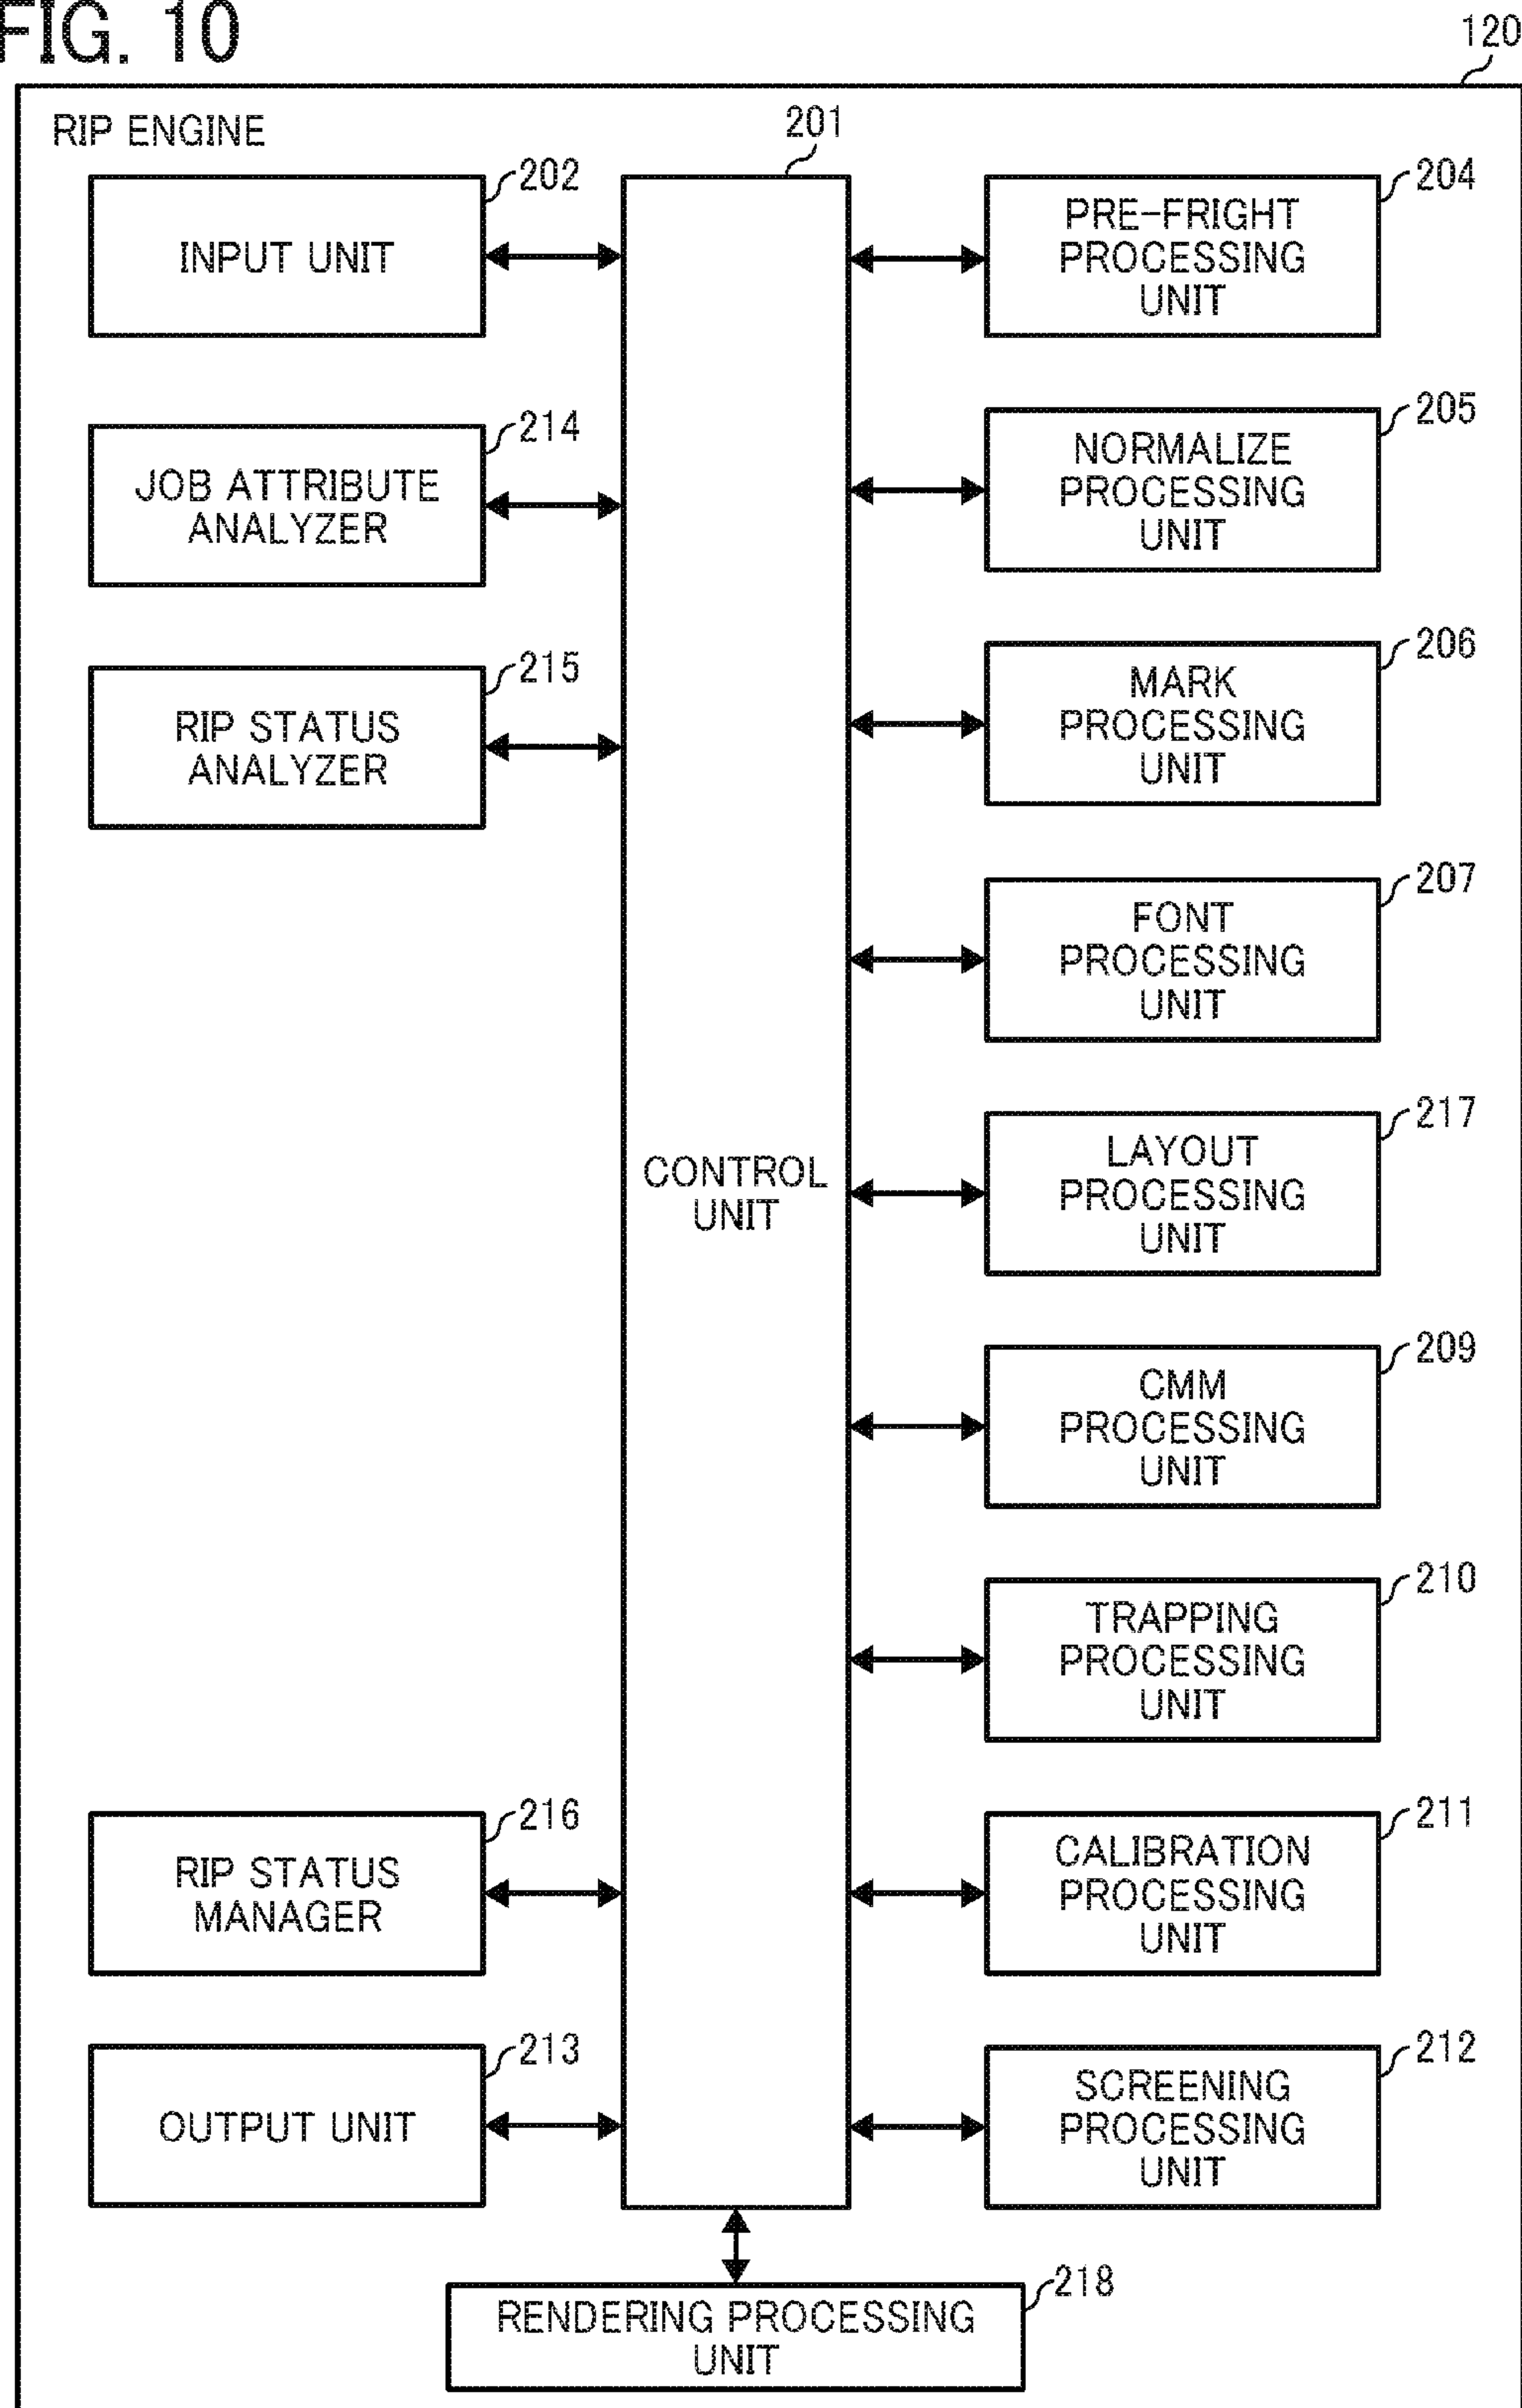 FIG. 10
120
RIP ENGINE
201
202
INPUT UNIT
204
PRE-FRIGHT
PROCESSING
UNIT
214
JOB ATTRIBUTE
ANALYZER
205
NORMALIZE
PROCESSING
UNIT
215
RIP STATUS
ANALYZER
206
MARK
PROCESSING
UNIT
207
FONT
PROCESSING
UNIT
CONTROL
UNIT
217
LAYOUT
PROCESSING
UNIT
209
CMM
PROCESSING
UNIT
210
TRAPPING
PROCESSING
UNIT
216
RIP STATUS
MANAGER
211
CALIBRATION
PROCESSING
UNIT
213
OUTPUT UNIT
212
SCREENING
PROCESSING
UNIT
218
RENDERING PROCESSING
UNIT